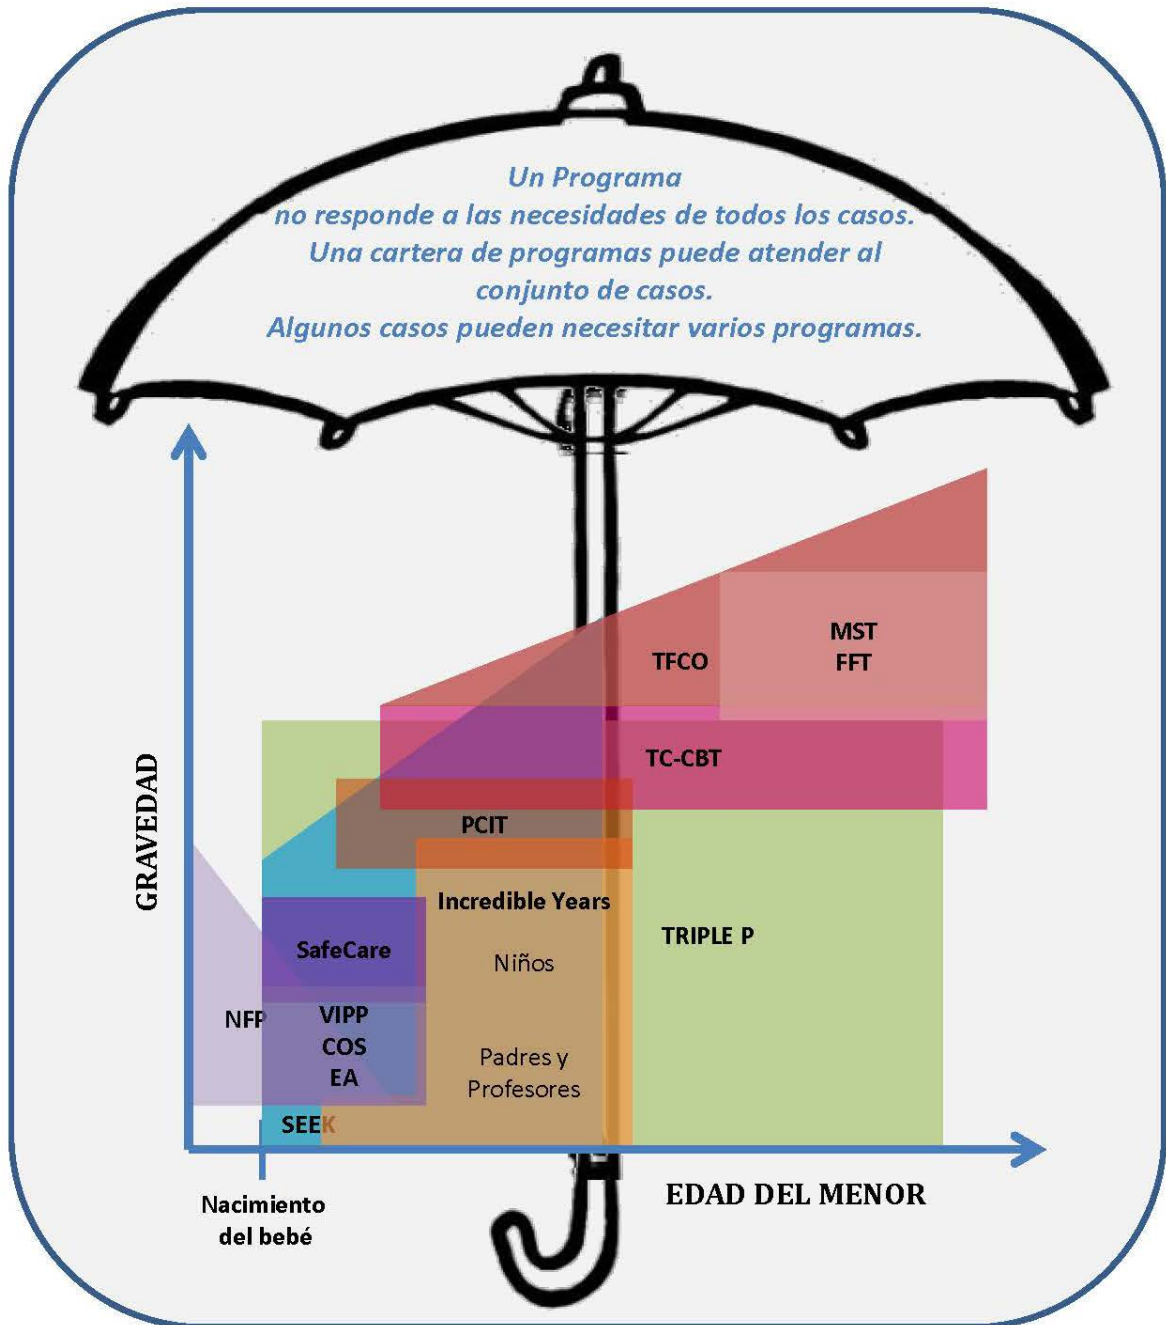 Un Programa
no responde a las necesidades de todos los casos.
Una cartera de programas puede atender al
conjunto de casos.
Algunos casos pueden necesitar varios programas.
GRAVEDAD
MST
FFT
TFCO
TC-CBT
PCIT
Incredible Years
Niños
Padres y
Profesores
TRIPLE P
SafeCare
NFP
VIPP
COS
EA
SEEK
Nacimiento
del bebé
EDAD DEL MENOR